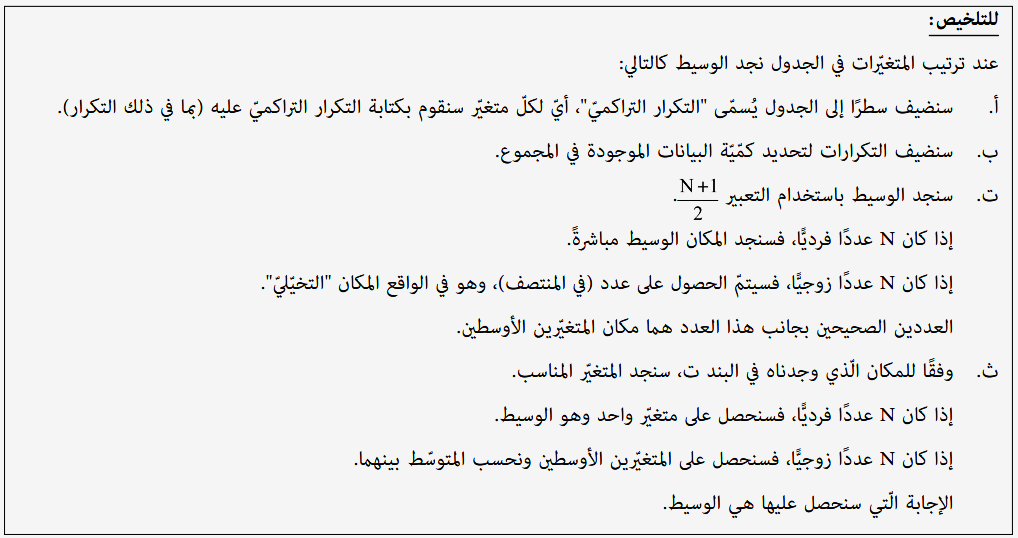 للتلخيص:
عند ترتيب المتغيّرات في الجدول نجد الوسيط كالتالي:
أ. سنضيف سطرًا إلى الجدول يُسمّى "التكرار التراكميّ"، أيّ لكلّ متغيّر سنقوم بكتابة التكرار التراكميّ عليه (بما في ذلك التكرار).
ب. سنضيف التكرارات لتحديد كمّيّة البيانات الموجودة في المجموع.
ت. سنجد الوسيط باستخدام التعبير \frac{N+1}{2}.
إذا كان N عددًا فرديًّا، فسنجد المكان الوسيط مباشرةً.
إذا كان N عددًا زوجيًّا، فسيتمّ الحصول على عدد (في المنتصف)، وهو في الواقع المكان "التخيّليّ".
العددين الصحيحين بجانب هذا العدد هما مكان المتغيّرين الأوسطين.
ث. وفقًا للمكان الّذي وجدناه في البند ت، سنجد المتغيّر المناسب.
إذا كان N عددًا فرديًّا، فسنحصل على متغيّر واحد وهو الوسيط.
إذا كان N عددًا زوجيًّا، فسنحصل على المتغيّرين الأوسطين ونحسب المتوسّط بينهما.
الإجابة الّتي سنحصل عليها هي الوسيط.